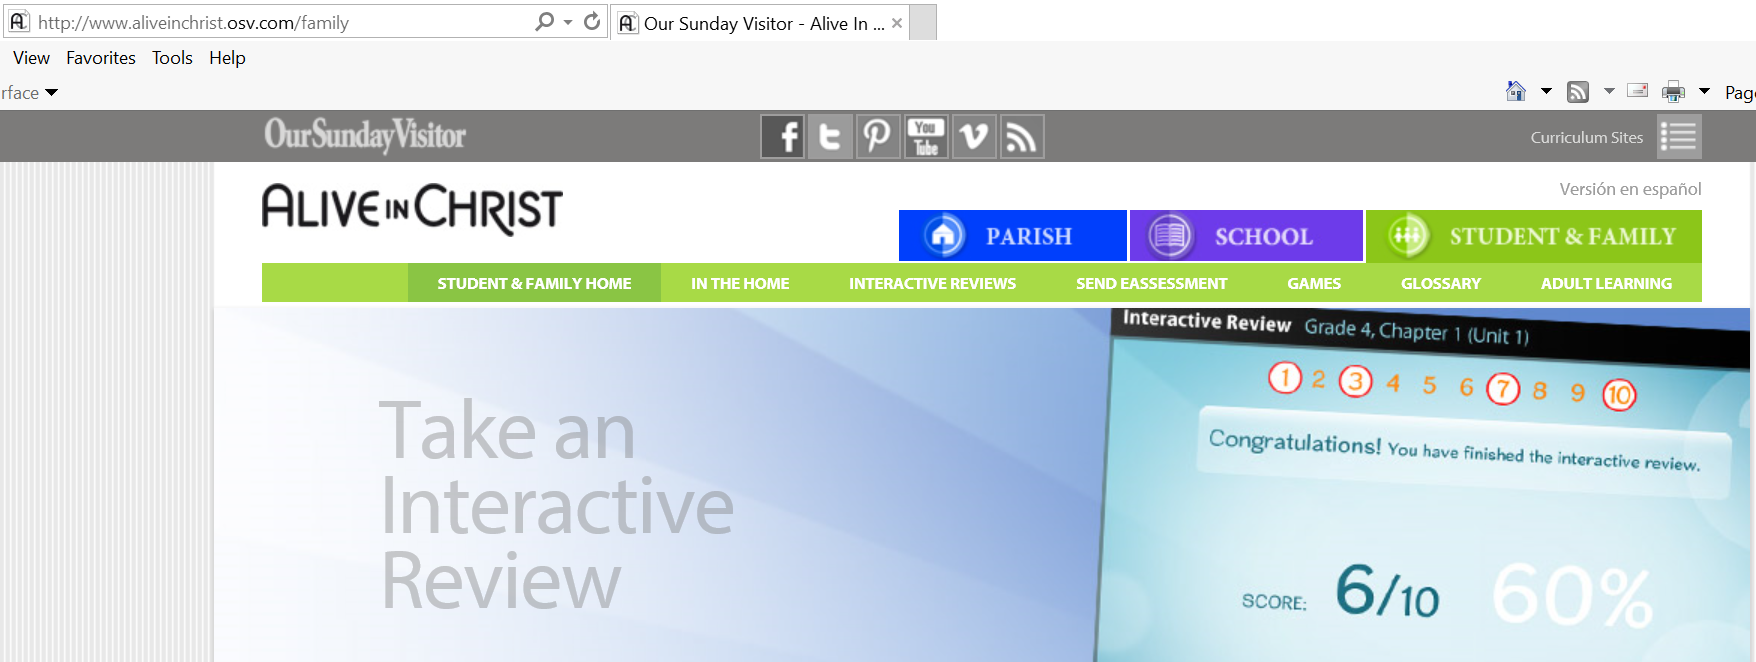 http://www.aliveinchrist.osv.com/family
Our Sunday Visitor - Alive In ...
View Favorites Tools Help
rface
Pag
OurSundayVisitor
You Tube
Curriculum Sites
ALIVE IN CHRIST
Versión en español
PARISH SCHOOL STUDENT & FAMILY
STUDENT & FAMILY HOME IN THE HOME INTERACTIVE REVIEWS SEND EASSESSMENT GAMES GLOSSARY ADULT LEARNING
Interactive Review Grade 4, Chapter 1 (Unit 1)
1 2 3 4 5 6 7 8 9 10
Congratulations! You have finished the interactive review.
SCORE: 6/10 60%
Take an
Interactive
Review